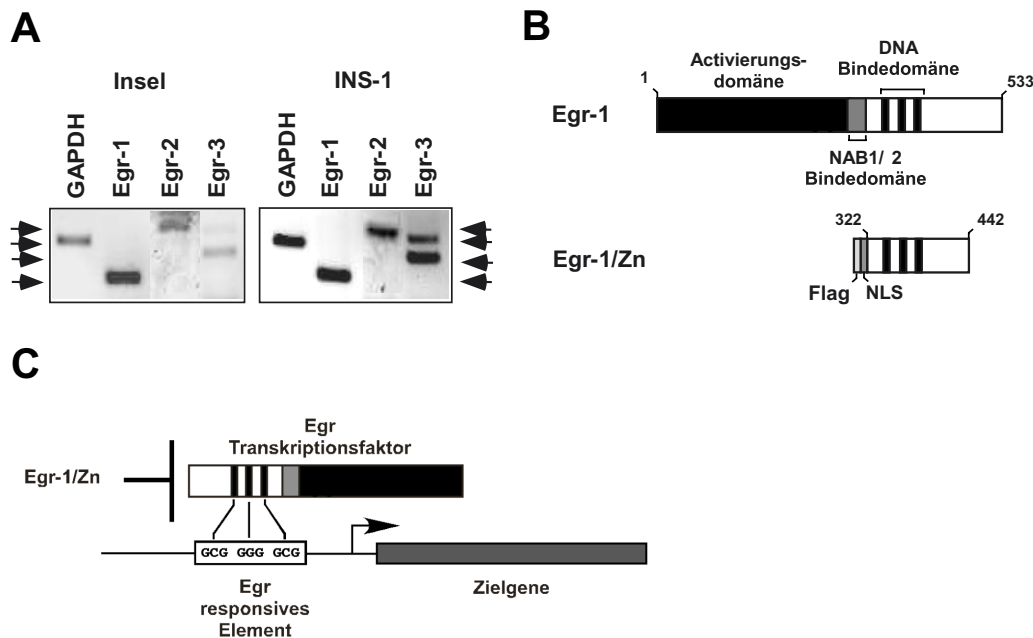 A
Insel
INS-1
GAPDH
Egr-1
Egr-2
Egr-3
GAPDH
Egr-1
Egr-2
Egr-3
B
Activierungs-
domäne
DNA
Bindedomäne
1
533
Egr-1
NAB1/ 2
Bindedomäne
322
442
Egr-1/Zn
Flag
NLS
C
Egr
Transkriptionsfaktor
Egr-1/Zn
GCG GGG GCG
Egr
responsives
Element
Zielgene